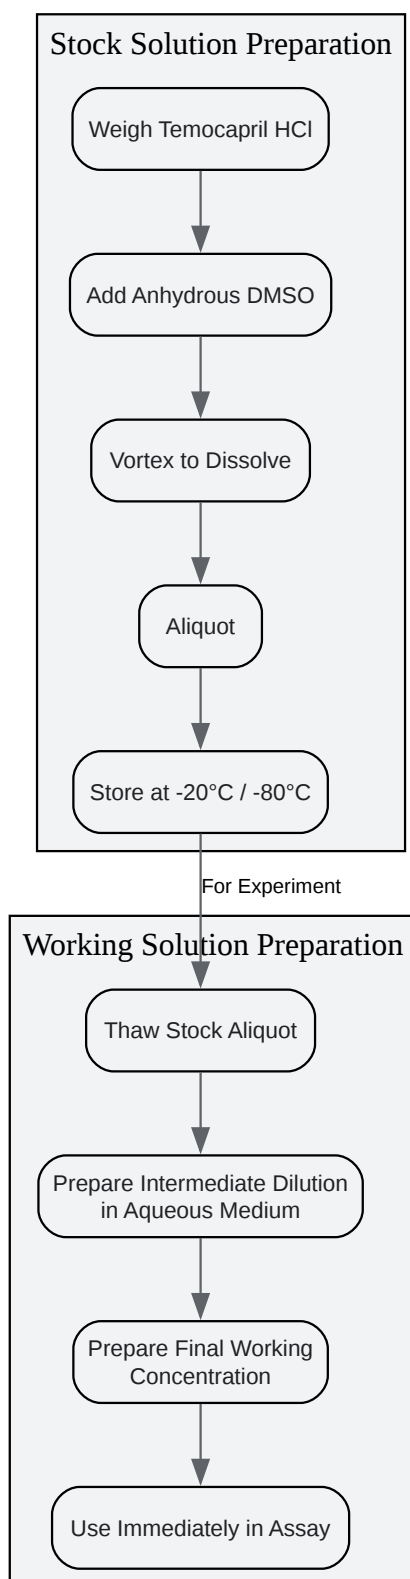 Stock Solution Preparation
Weigh Temocapril HCl
Add Anhydrous DMSO
Vortex to Dissolve
Aliquot
Store at -20°C / -80°C
For Experiment
Working Solution Preparation
Thaw Stock Aliquot
Prepare Intermediate Dilution
in Aqueous Medium
Prepare Final Working
Concentration
Use Immediately in Assay